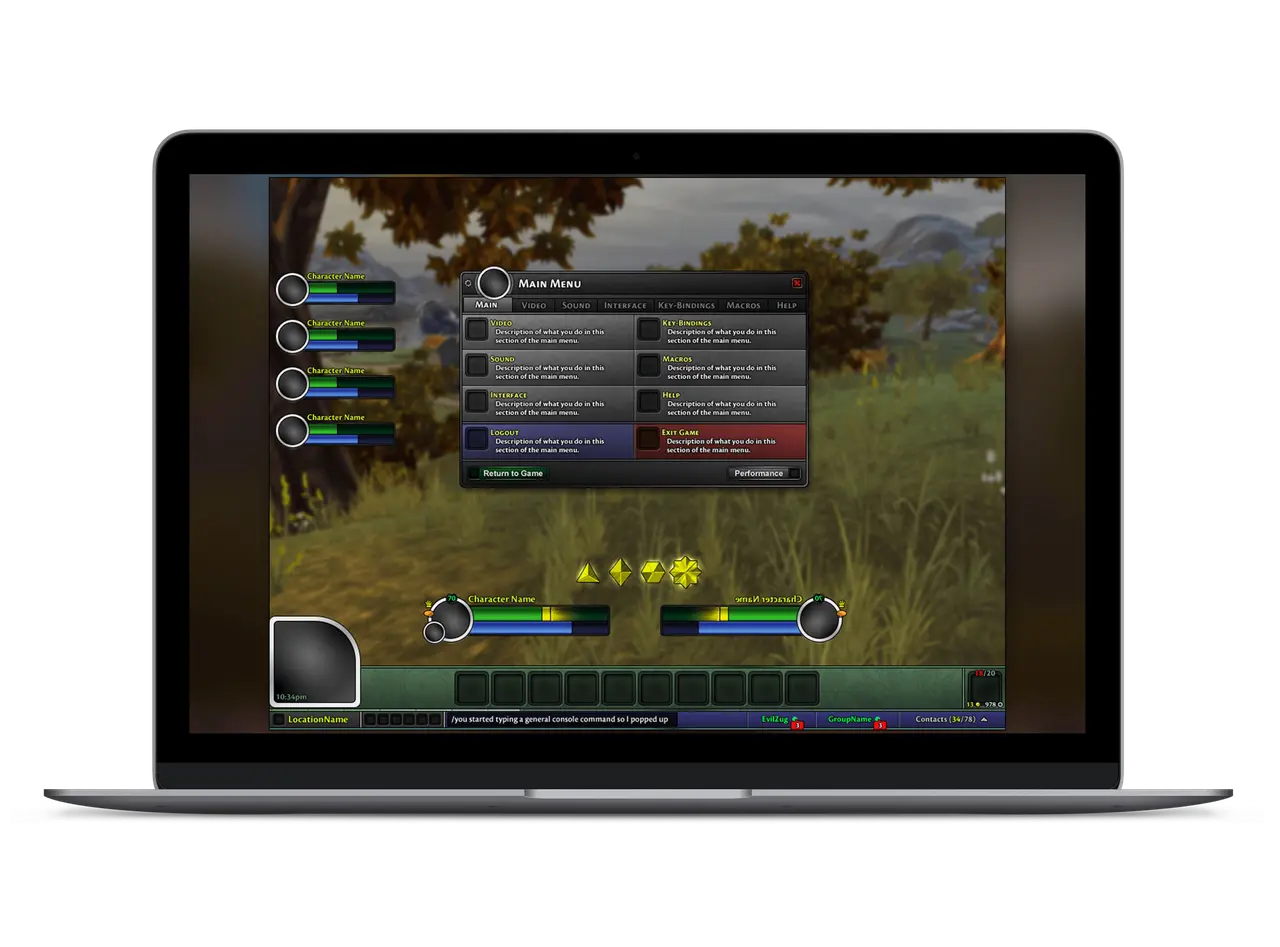 Character Name
Character Name
Character Name
Character Name
Main Menu
Main Video Sound Interface Key-Bindings Macros Help
Video
Description of what you do in this
section of the main menu.
Key-Bindings
Description of what you do in this
section of the main menu.
Sound
Description of what you do in this
section of the main menu.
Macros
Description of what you do in this
section of the main menu.
Interface
Description of what you do in this
section of the main menu.
Help
Description of what you do in this
section of the main menu.
Logout
Description of what you do in this
section of the main menu.
Exit Game
Description of what you do in this
section of the main menu.
Return to Game
Performance
70 Character Name
Character Name 70
10:34pm
18/20
13 978
LocationName
/you started typing a general console command so I popped up
EvilZug 3
GroupName 3
Contacts (34/78)